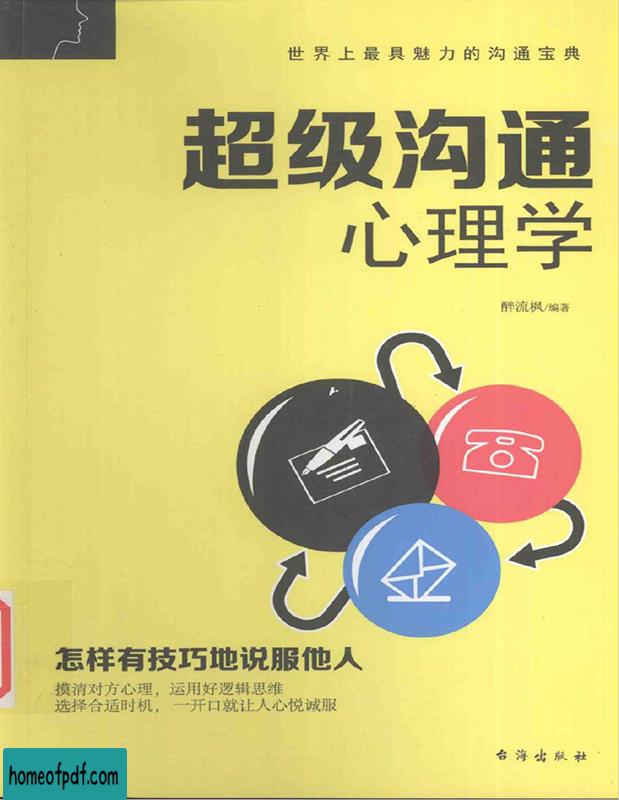 世界上最具魅力的沟通宝典
超级沟通
心理学
醉流枫/编著
怎样有技巧地说服他人
摸清对方心理，运用好逻辑思维
选择合适时机，一开口就让人心悦诚服
台海出版社
homeofpdf.com